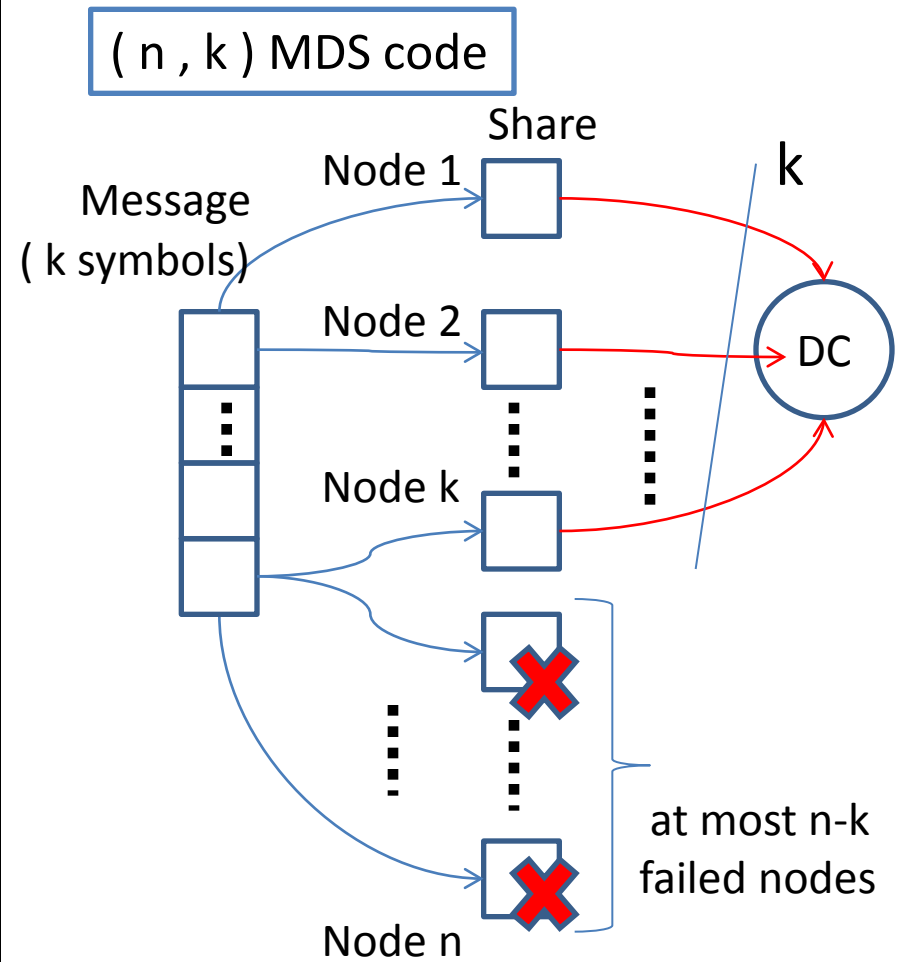 ( n , k ) MDS code
Share
Node 1
k
Message
( k symbols)
Node 2
DC
Node k
at most n-k
failed nodes
Node n